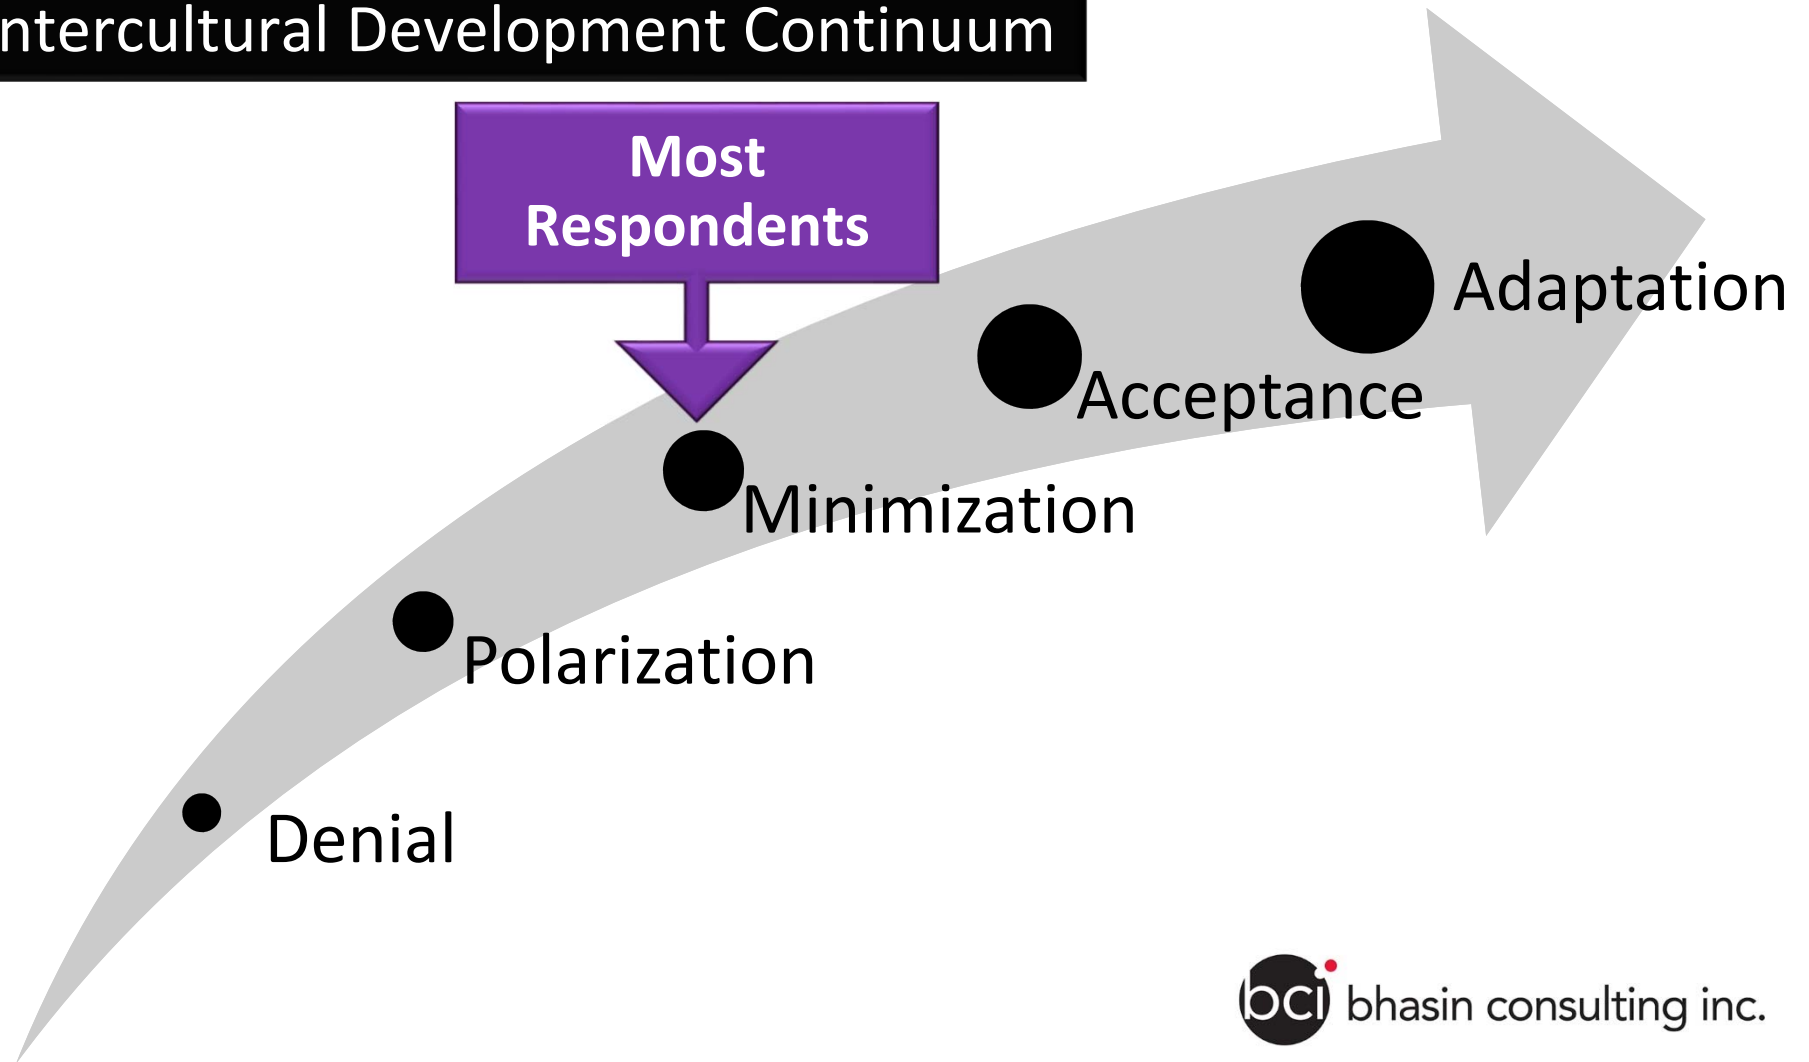 ntercultural Development Continuum
Most
Respondents
Adaptation
Acceptance
Minimization
Polarization
Denial
bci bhasin consulting inc.